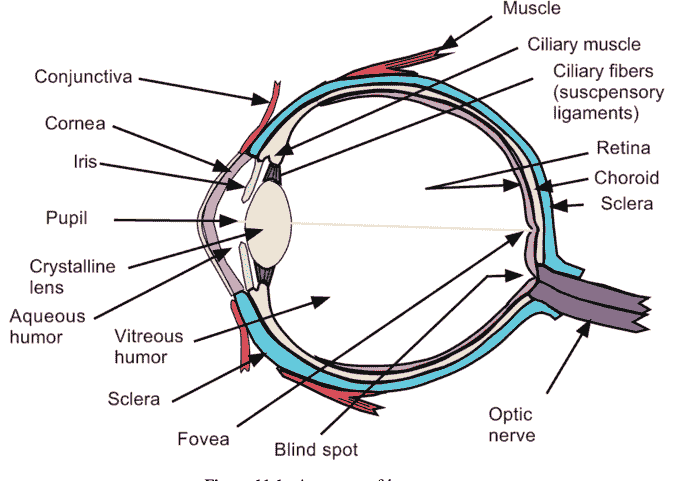 Muscle
Ciliary muscle
Ciliary fibers
(suscpensory
ligaments)
Conjunctiva
Cornea
Iris
Retina
Choroid
Sclera
Pupil
Crystalline
lens
Aqueous
humor
Vitreous
humor
Sclera
Fovea
Blind spot
Optic
nerve